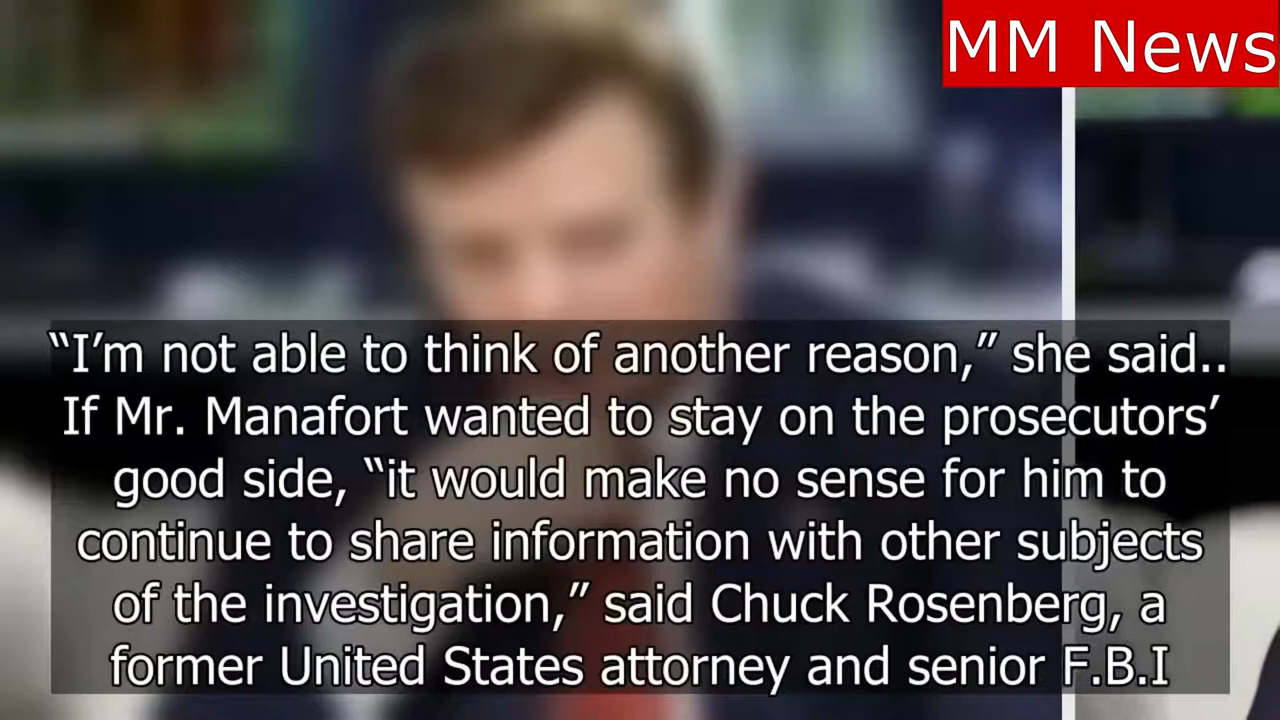 MM News
“I’m not able to think of another reason,” she said..
If Mr. Manafort wanted to stay on the prosecutors’
good side, “it would make no sense for him to
continue to share information with other subjects
of the investigation,” said Chuck Rosenberg, a
former United States attorney and senior F.B.I